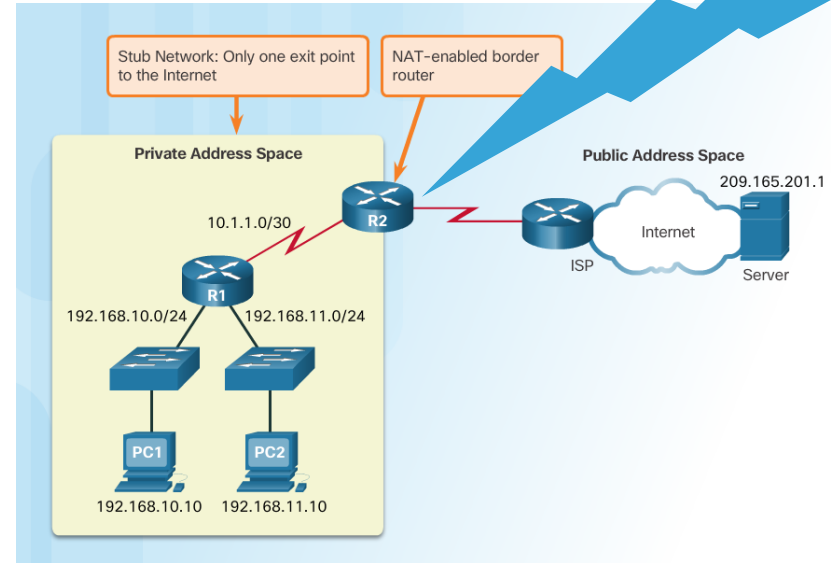 Stub Network: Only one exit point
to the Internet
NAT-enabled border
router
Private Address Space
Public Address Space
209.165.201.1
10.1.1.0/30
R2
Internet
ISP
Server
R1
192.168.10.0/24
192.168.11.0/24
PC1
PC2
192.168.10.10
192.168.11.10